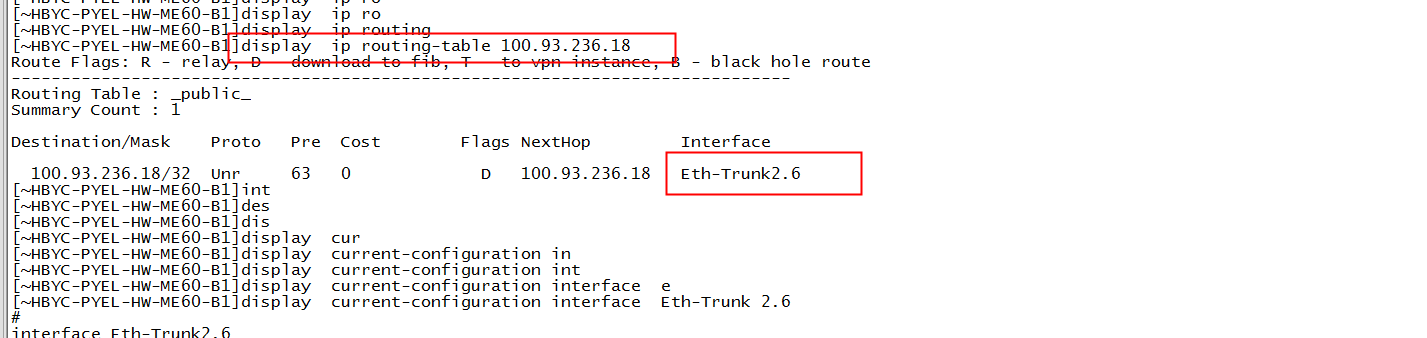 [~HBYC-PYEL-HW-ME60-B1]display  ip ro
[~HBYC-PYEL-HW-ME60-B1]display  ip ro
[~HBYC-PYEL-HW-ME60-B1]display  ip routing
[~HBYC-PYEL-HW-ME60-B1]display  ip routing-table 100.93.236.18
Route Flags: R - relay, D - download to fib, T - to vpn-instance, B - black hole route
------------------------------------------------------------------------------
Routing Table : _public_
Summary Count : 1
Destination/Mask    Proto   Pre  Cost        Flags NextHop         Interface
  100.93.236.18/32  Unr     63   0             D   100.93.236.18   Eth-Trunk2.6
[~HBYC-PYEL-HW-ME60-B1]int
[~HBYC-PYEL-HW-ME60-B1]des
[~HBYC-PYEL-HW-ME60-B1]dis
[~HBYC-PYEL-HW-ME60-B1]display  cur
[~HBYC-PYEL-HW-ME60-B1]display  current-configuration in
[~HBYC-PYEL-HW-ME60-B1]display  current-configuration int
[~HBYC-PYEL-HW-ME60-B1]display  current-configuration interface  e
[~HBYC-PYEL-HW-ME60-B1]display  current-configuration interface  Eth-Trunk 2.6
#
interface Eth-Trunk2.6